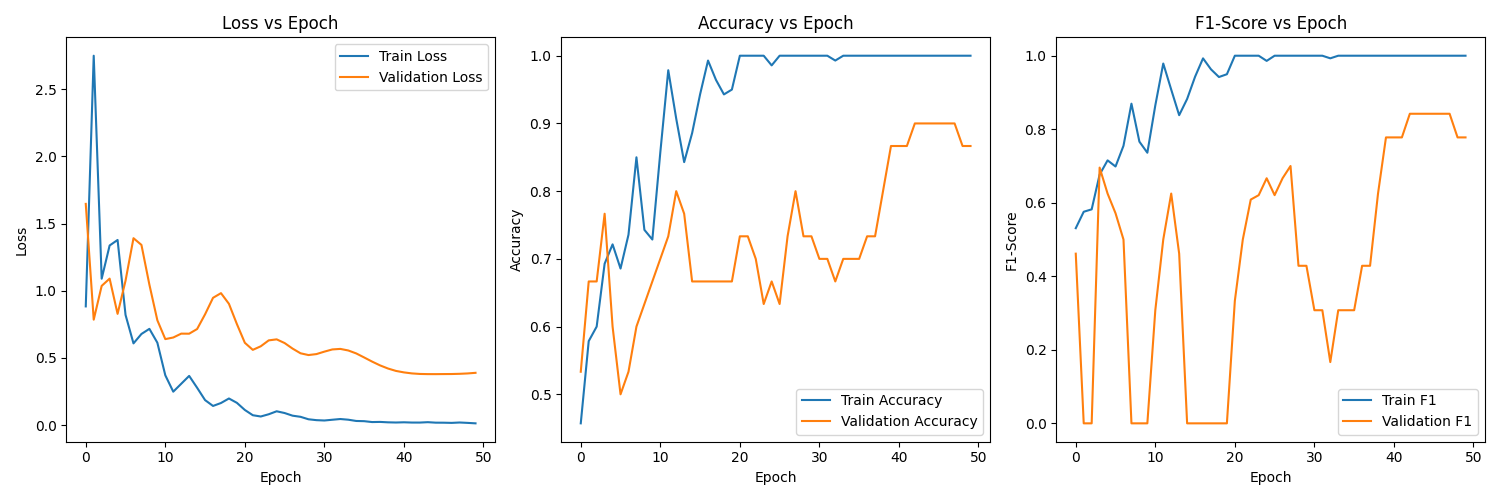 Loss vs Epoch
Train Loss
Validation Loss
2.5
2.0
1.5
1.0
0.5
0.0
Loss
0 10 20 30 40 50
Epoch
Accuracy vs Epoch
1.0
0.9
0.8
0.7
0.6
0.5
Accuracy
Train Accuracy
Validation Accuracy
0 10 20 30 40 50
Epoch
F1-Score vs Epoch
1.0
0.8
0.6
0.4
0.2
0.0
F1-Score
Train F1
Validation F1
0 10 20 30 40 50
Epoch